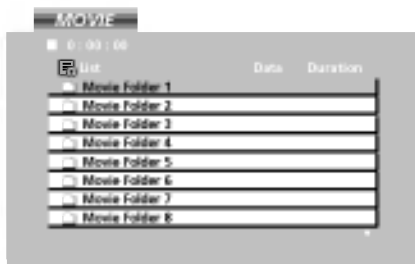 MOVIE
0:00:00
List Data Duration
Movie Folder 1
Movie Folder 2
Movie Folder 3
Movie Folder 4
Movie Folder 5
Movie Folder 6
Movie Folder 7
Movie Folder 8